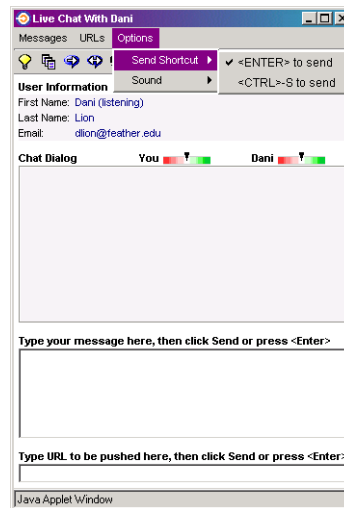 Live Chat With Dani
Messages URLs Options
Send Shortcut
<ENTER> to send
Sound
<CTRL>-S to send
User Information
First Name: Dani (listening)
Last Name: Lion
Email: dlion@feather.edu
Chat Dialog You Dani
Type your message here, then click Send or press <Enter>
Type URL to be pushed here, then click Send or press <Enter>
Java Applet Window